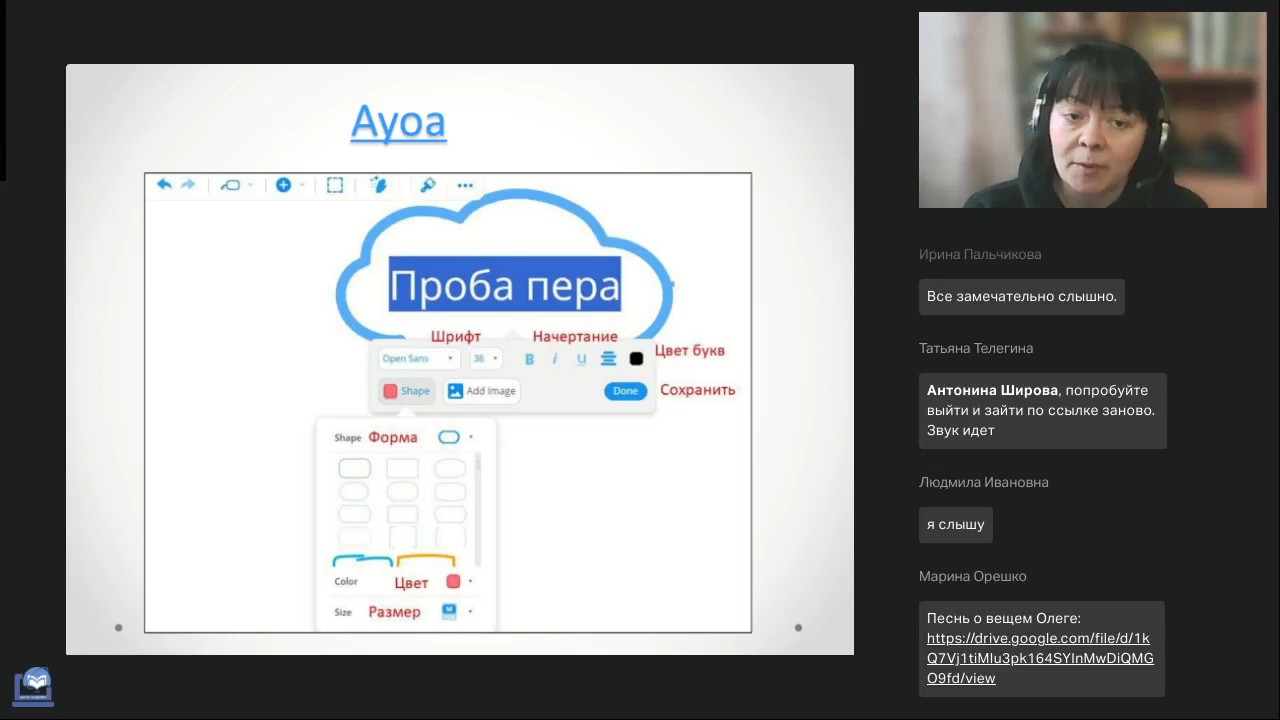 Ayoa
Проба пера
Шрифт
Начертание
Open Sans
36
B
i
U
Цвет букв
Shape
Add Image
Done
Сохранить
Shape
Форма
Color
Цвет
Size
Размер
M
Ирина Пальчикова
Все замечательно слышно.
Татьяна Телегина
Антонина Широва, попробуйте
выйти и зайти по ссылке заново.
Звук идет
Людмила Ивановна
я слышу
Марина Орешко
Песнь о вещем Олеге:
https://drive.google.com/file/d/1k
Q7Vj1tiMlu3pk164SYInMwDiQMG
O9fd/view